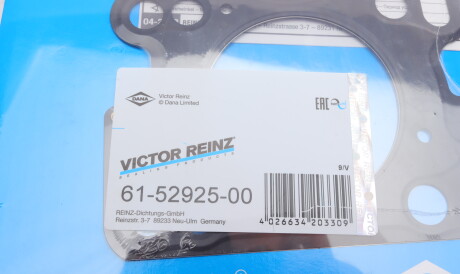 REINZ
DANA
Victor Reinz
® Dana Limited
EAC
VICTOR REINZ
SEALING PRODUCTS
B/V
61-52925-00
REINZ-Dichtungs-GmbH
Reinzstr. 3-7 89233 Neu-Ulm Germany
4 026634 203309